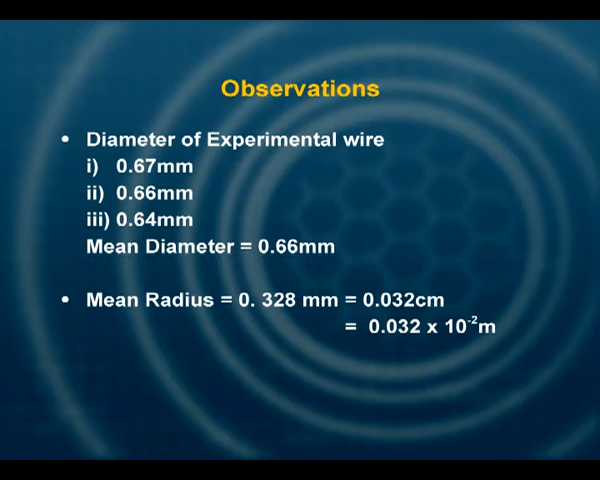 Observations
• Diameter of Experimental wire
i) 0.67mm
ii) 0.66mm
iii) 0.64mm
Mean Diameter = 0.66mm
• Mean Radius = 0. 328 mm = 0.032cm
= 0.032 x 10⁻²m